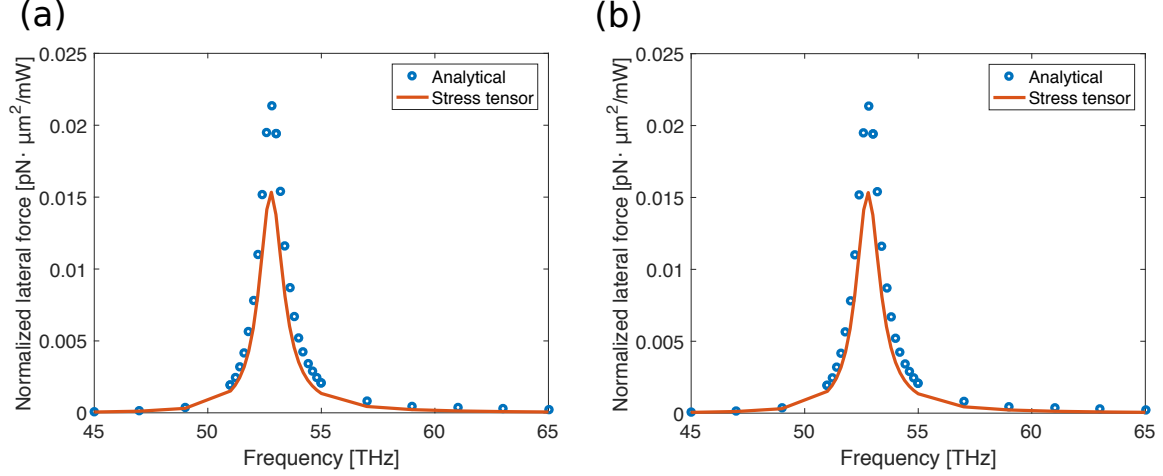 (a)
Normalized lateral force [pN· µm²/mW]
0.025
0.02
0.015
0.01
0.005
0
45
50
55
60
65
Frequency [THz]
Analytical
Stress tensor
(b)
Normalized lateral force [pN· µm²/mW]
0.025
0.02
0.015
0.01
0.005
0
45
50
55
60
65
Frequency [THz]
Analytical
Stress tensor